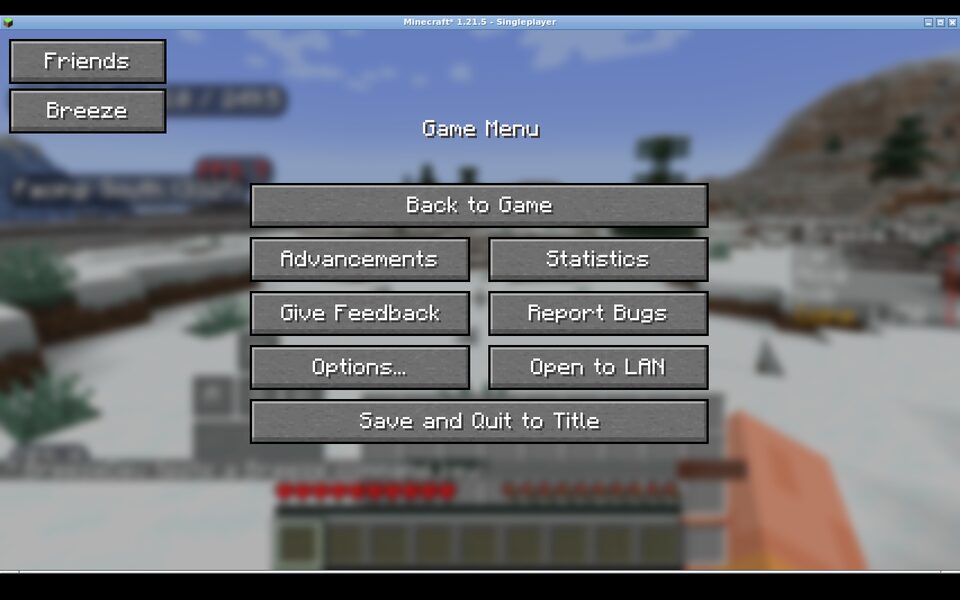 Minecraft* 1.21.5 - Singleplayer
Friends
Breeze
Game Menu
Back to Game
Advancements
Statistics
Give Feedback
Report Bugs
Options...
Open to LAN
Save and Quit to Title